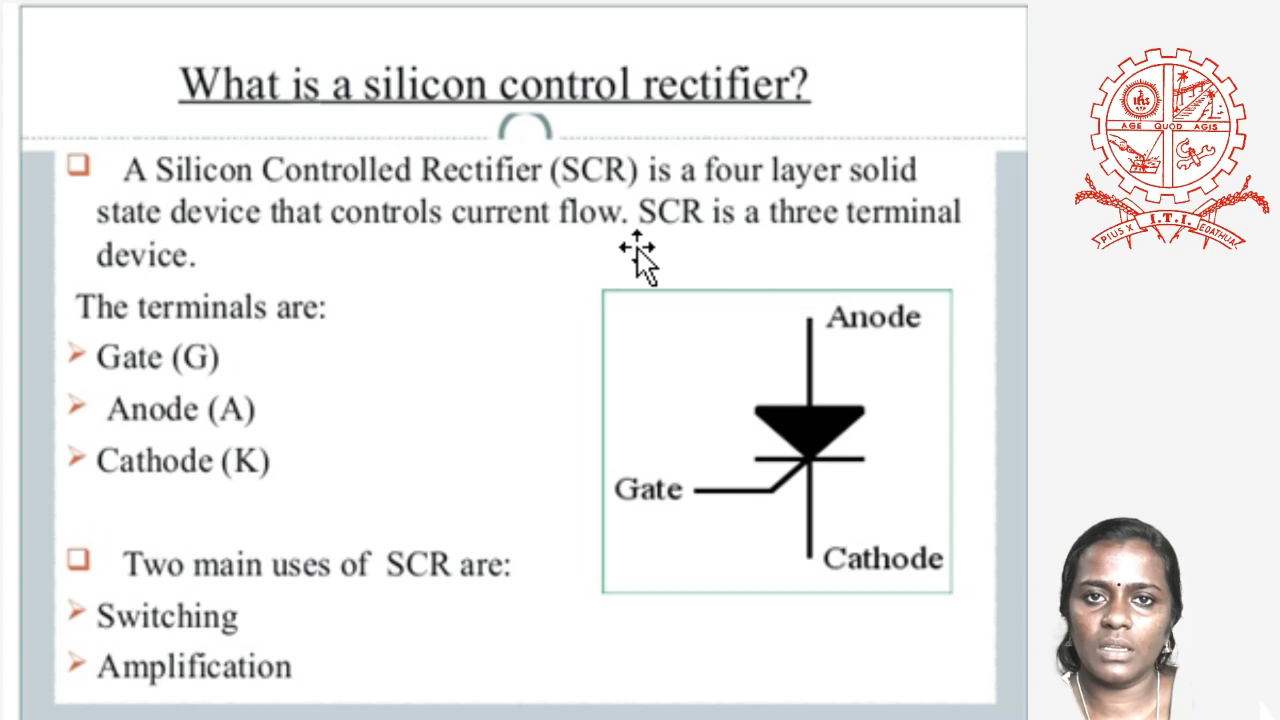 What is a silicon control rectifier?
A Silicon Controlled Rectifier (SCR) is a four layer solid
state device that controls current flow. SCR is a three terminal
device.
The terminals are:
Gate (G)
Anode (A)
Cathode (K)
Two main uses of SCR are:
Switching
Amplification
Anode
Gate
Cathode
AGE QUOD AGIS
PIUS X I.T.I. EDATHUA